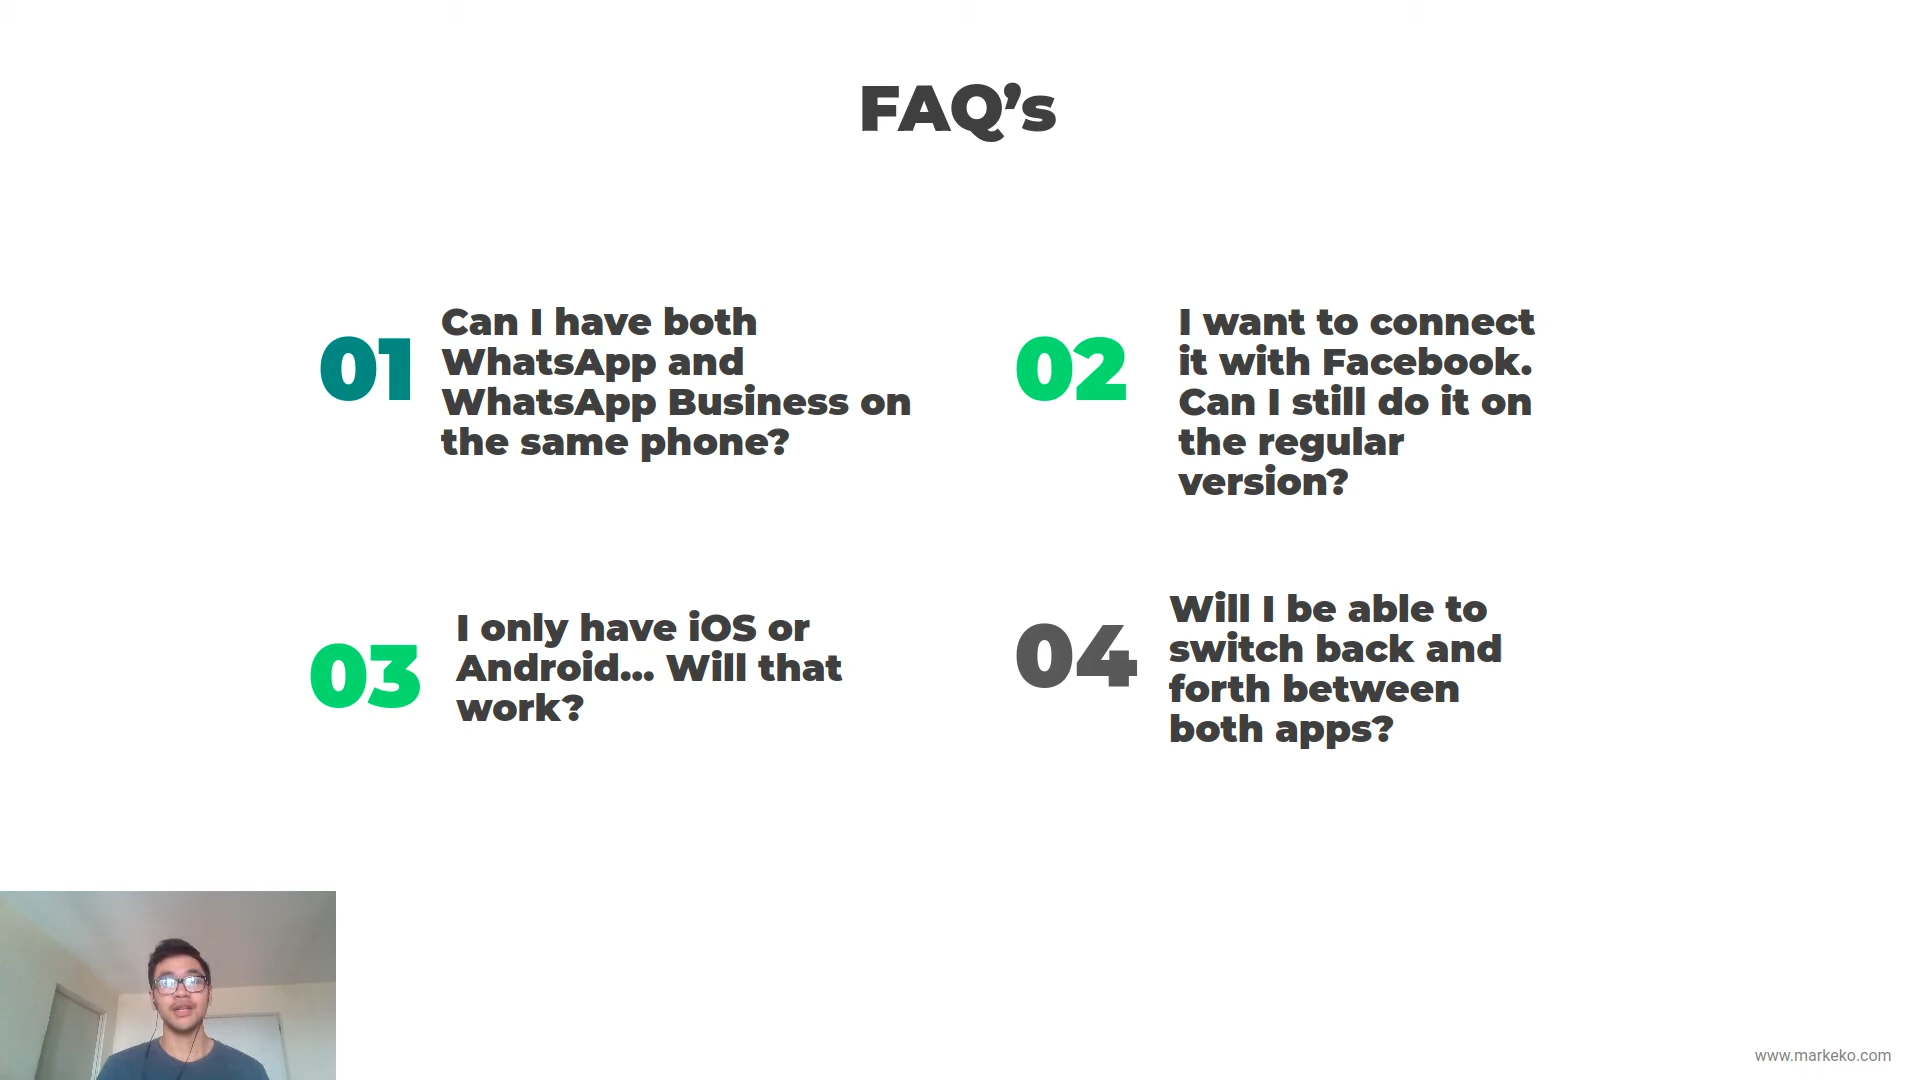 FAQ’s
01
Can I have both
WhatsApp and
WhatsApp Business on
the same phone?
02
I want to connect
it with Facebook.
Can I still do it on
the regular
version?
03
I only have iOS or
Android... Will that
work?
04
Will I be able to
switch back and
forth between
both apps?
www.markeko.com